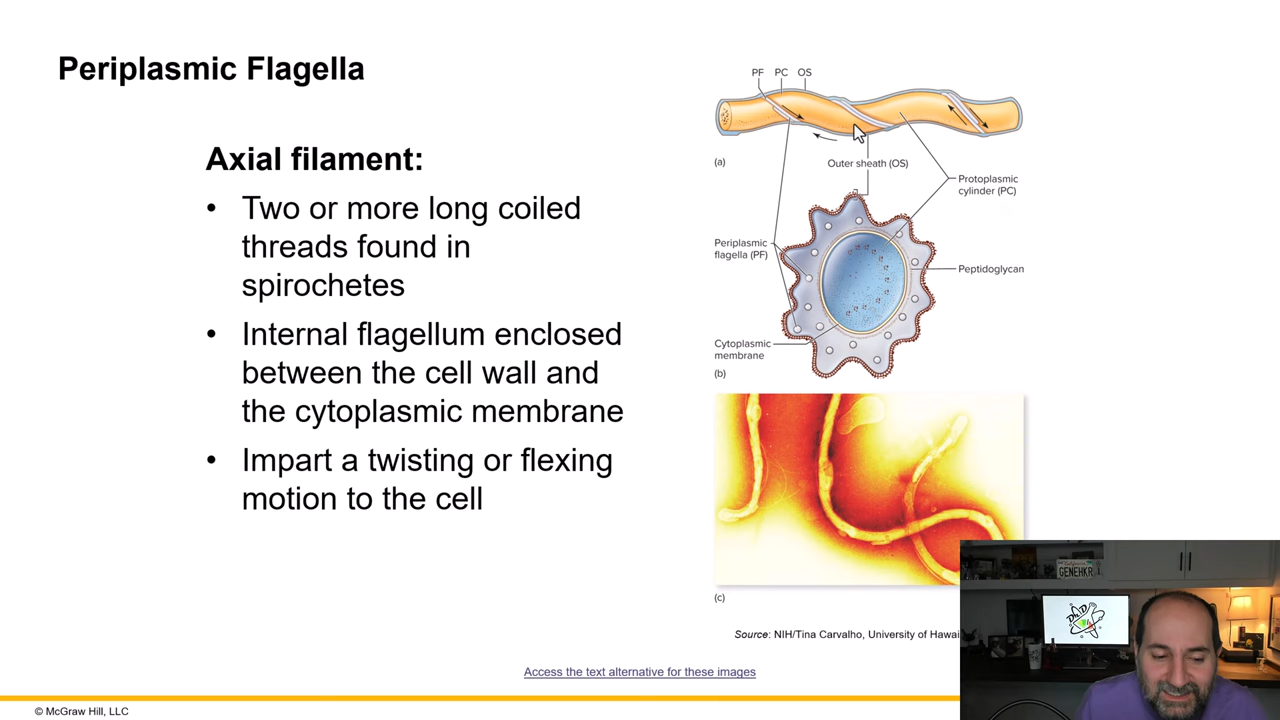 Periplasmic Flagella
Axial filament:
• Two or more long coiled
threads found in
spirochetes
• Internal flagellum enclosed
between the cell wall and
the cytoplasmic membrane
• Impart a twisting or flexing
motion to the cell
PF PC OS
(a)
Outer sheath (OS)
Protoplasmic
cylinder (PC)
Periplasmic
flagella (PF)
Peptidoglycan
Cytoplasmic
membrane
(b)
(c)
Source: NIH/Tina Carvalho, University of Hawai
Access the text alternative for these images
© McGraw Hill, LLC
GENEHKR